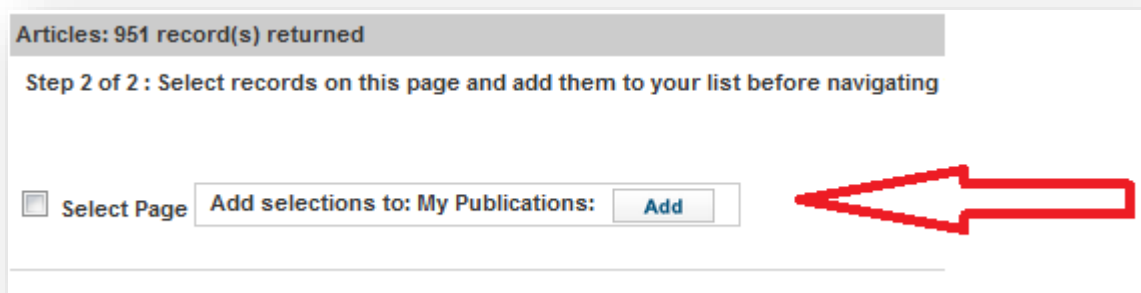 Articles: 951 record(s) returned
Step 2 of 2 : Select records on this page and add them to your list before navigating
Select Page Add selections to: My Publications: Add